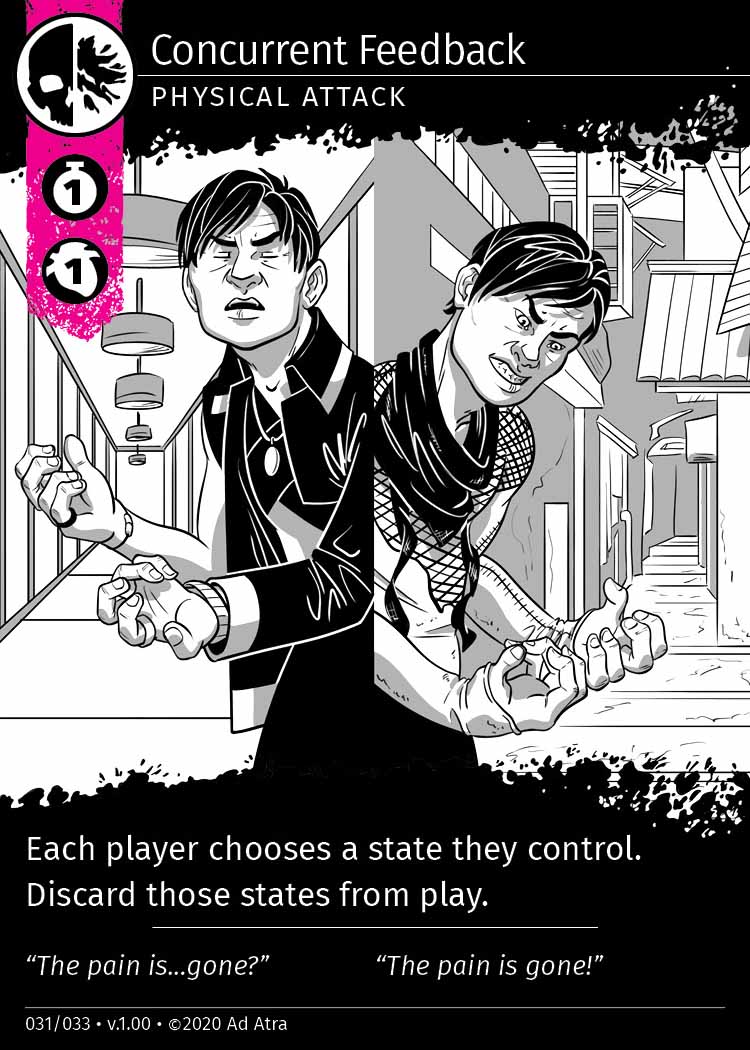 Concurrent Feedback
PHYSICAL ATTACK
1
1
Each player chooses a state they control.
Discard those states from play.
“The pain is...gone?” “The pain is gone!”
031/033 • v.1.00 • ©2020 Ad Atra